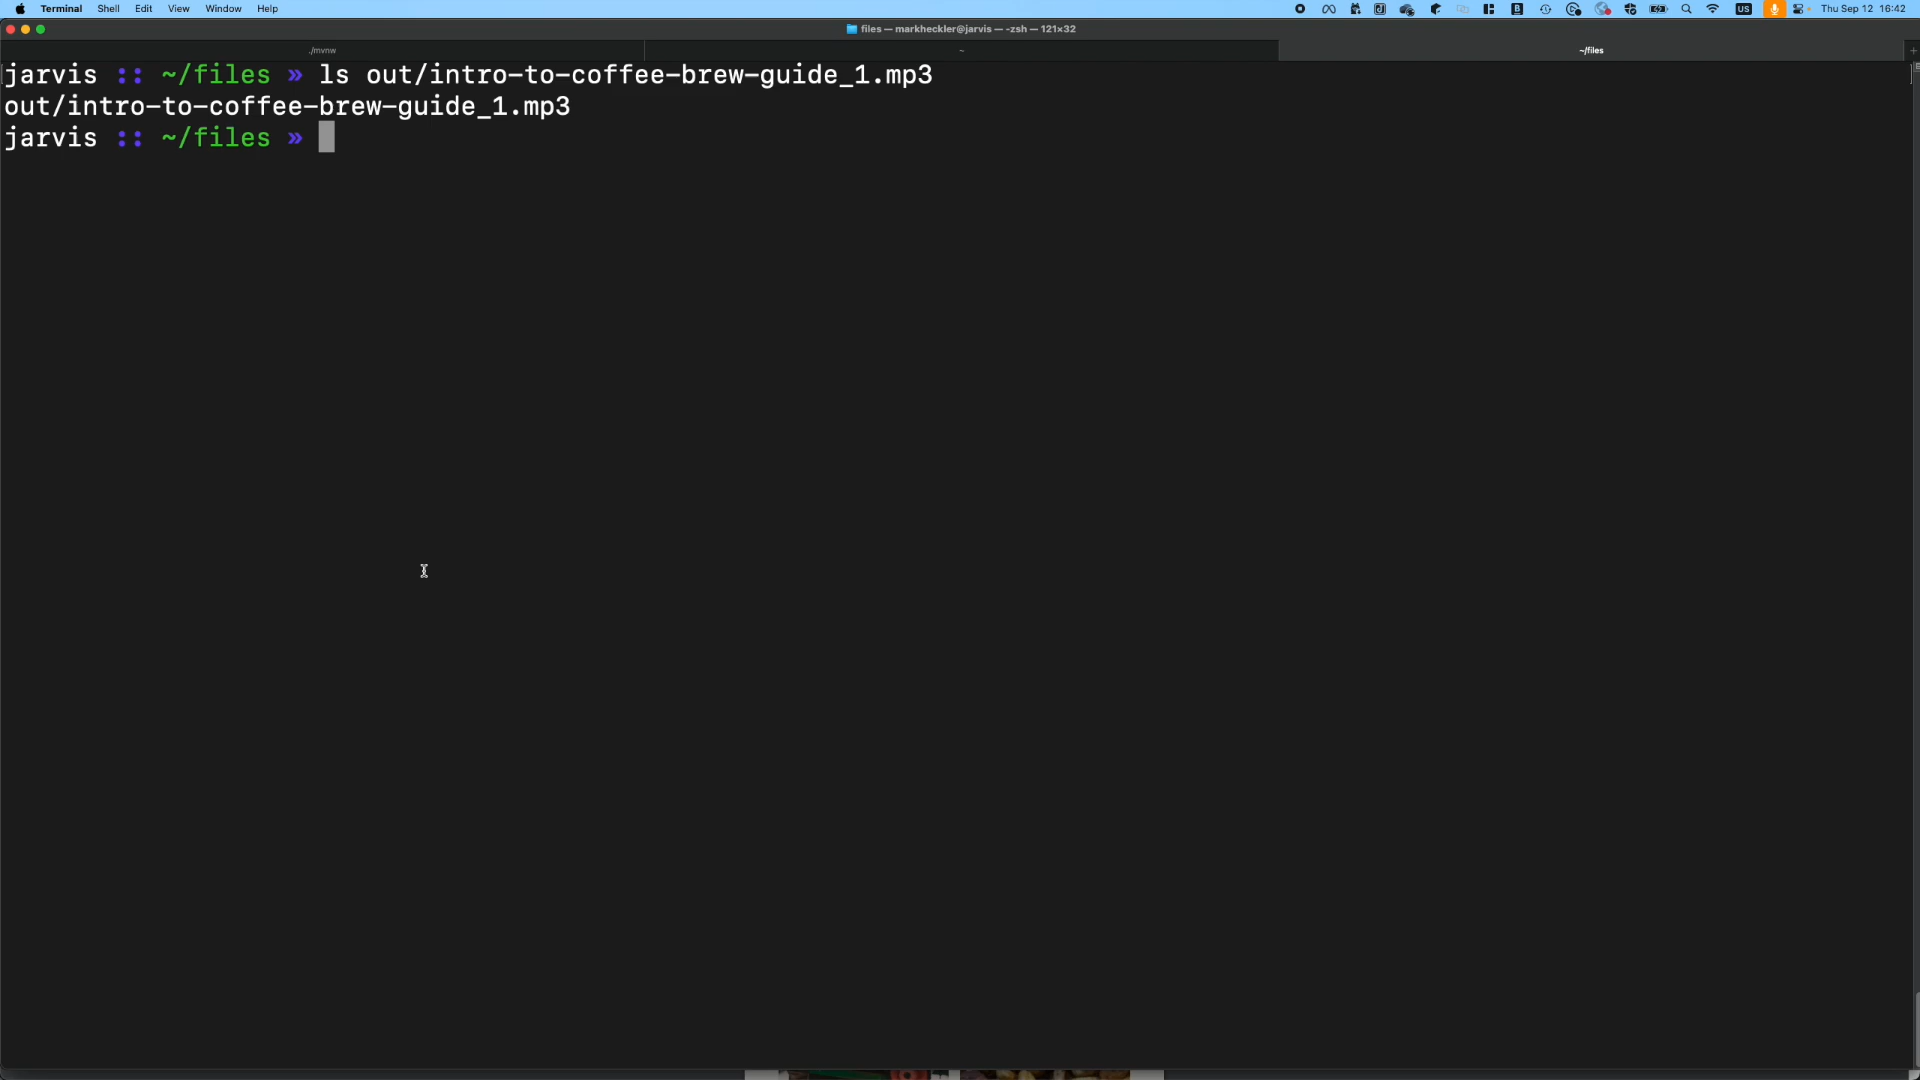 Terminal Shell Edit View Window Help US Thu Sep 12 16:42
files — markheckler@jarvis — -zsh — 121×32
./mvnw ~ ~/files +
jarvis :: ~/files » ls out/intro-to-coffee-brew-guide_1.mp3
out/intro-to-coffee-brew-guide_1.mp3
jarvis :: ~/files »